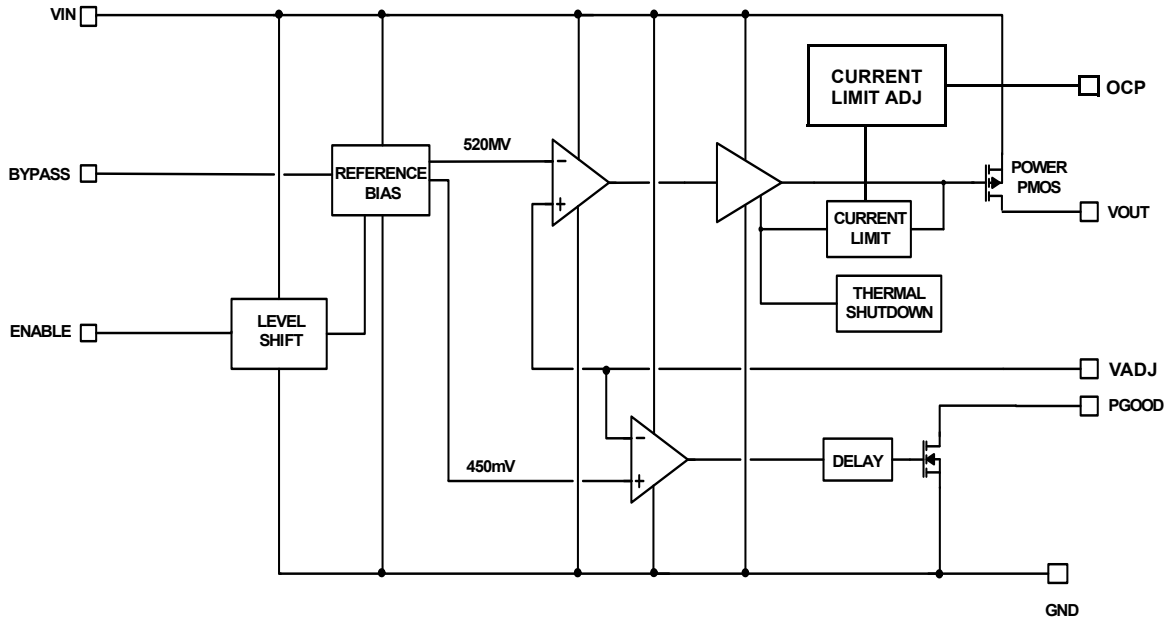 VIN
CURRENT
LIMIT ADJ
OCP
520MV
BYPASS
REFERENCE
BIAS
POWER
PMOS
−
+
CURRENT
LIMIT
VOUT
THERMAL
SHUTDOWN
ENABLE
LEVEL
SHIFT
VADJ
PGOOD
−
+
450mV
DELAY
GND